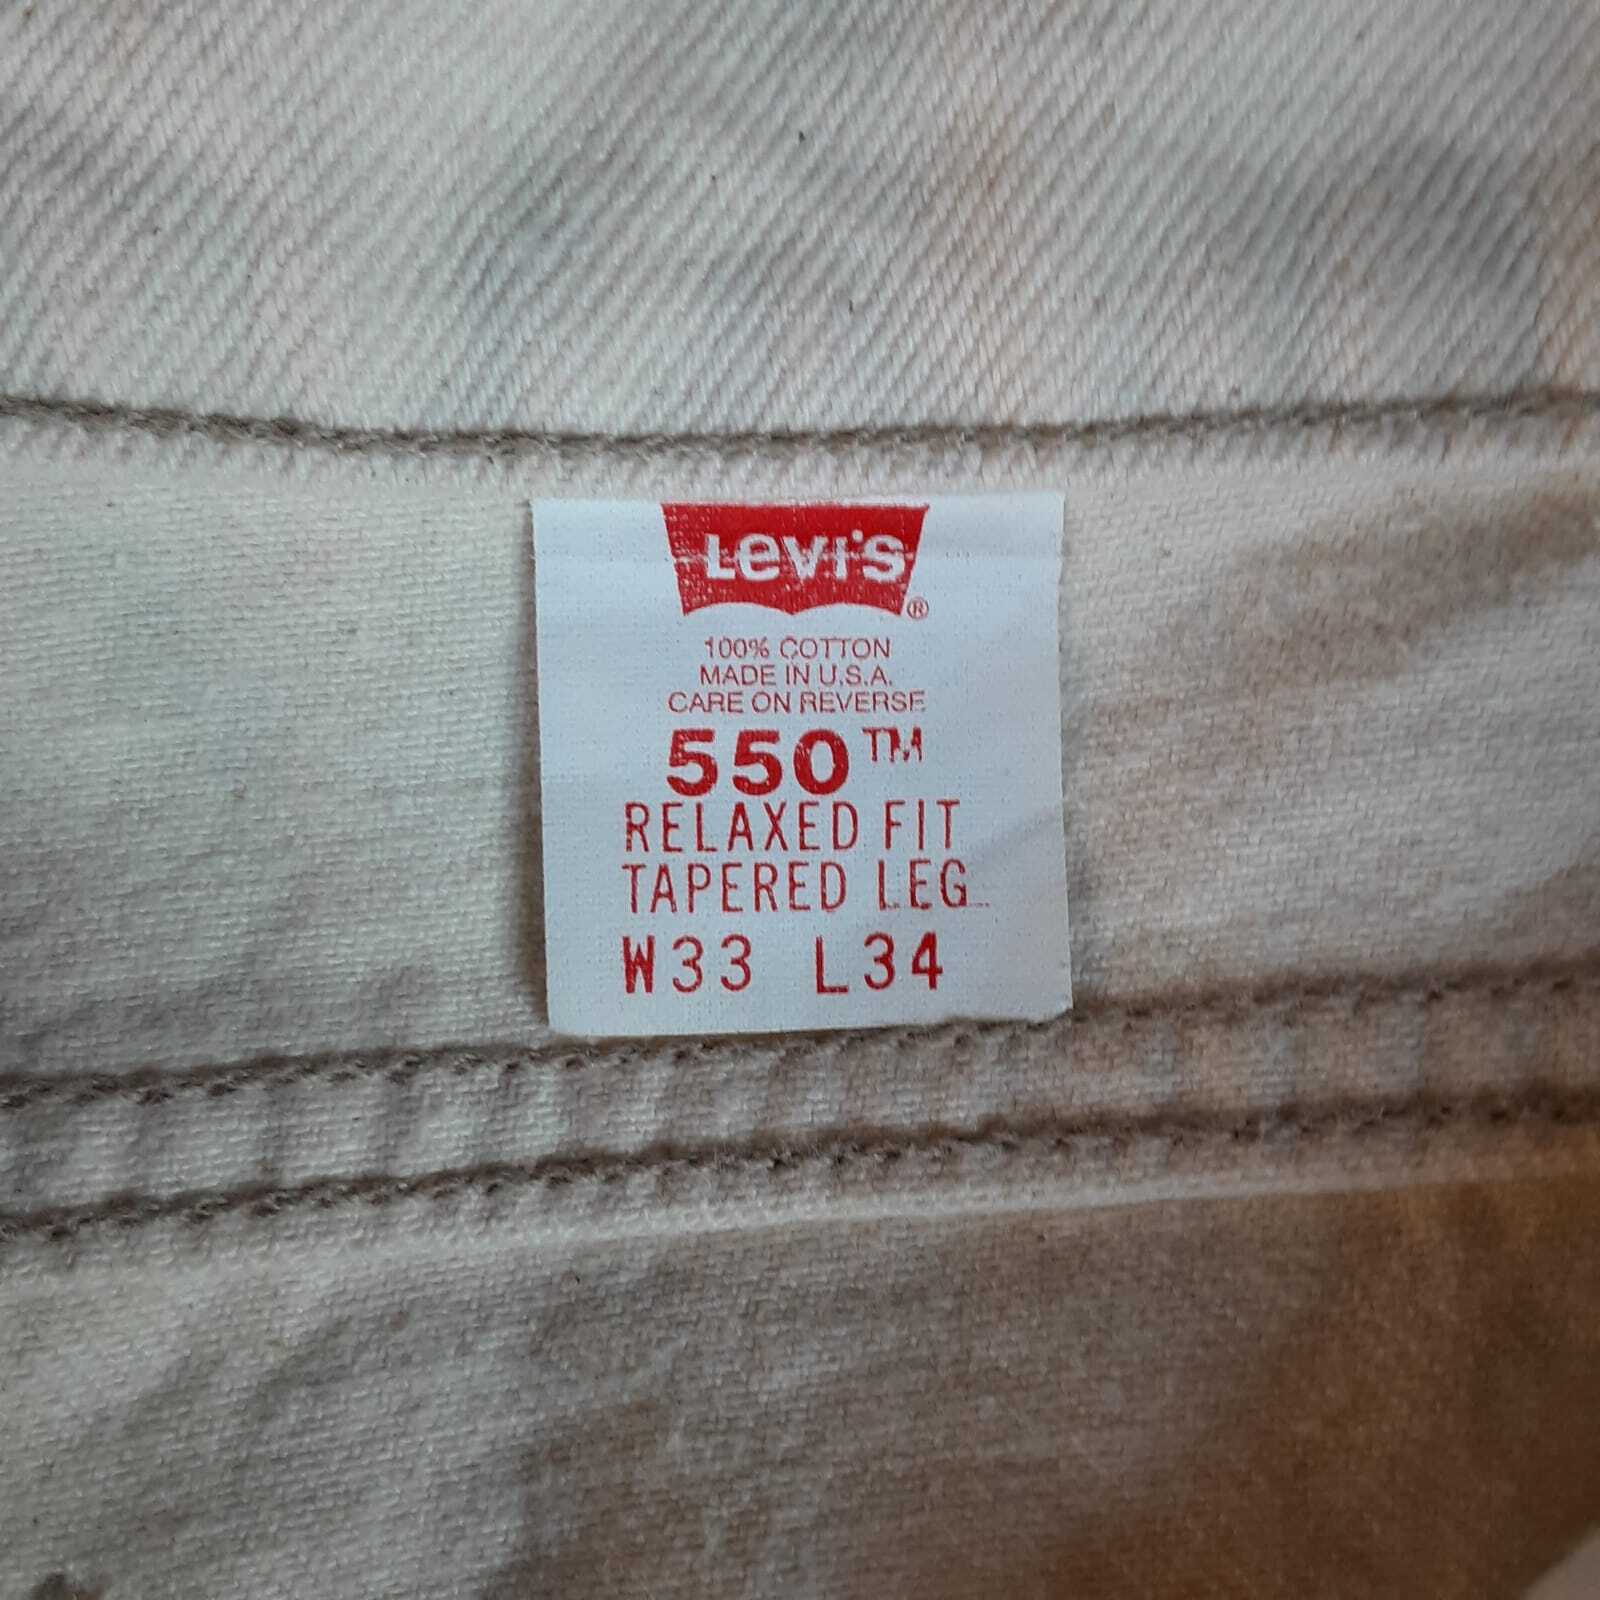 Levi's ®
100% COTTON
MADE IN U.S.A.
CARE ON REVERSE
550™
RELAXED FIT
TAPERED LEG
W33 L34